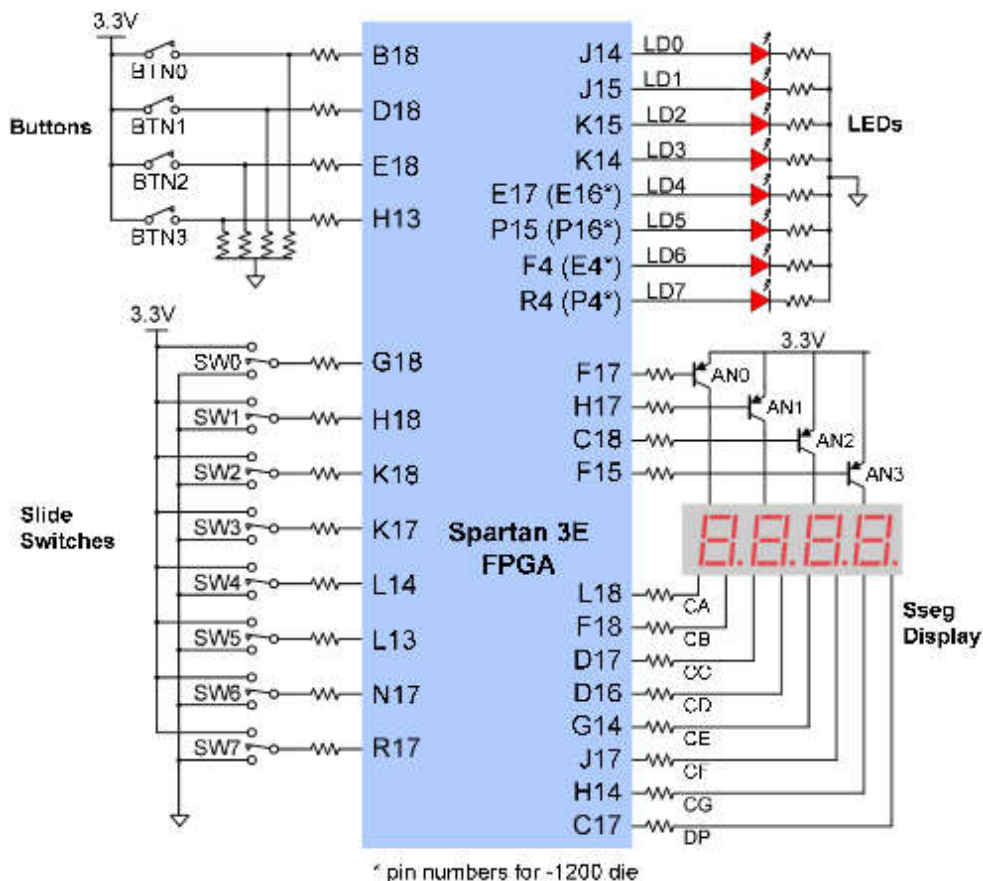 3.3V
BTN0
BTN1
BTN2
BTN3
Buttons
B18
D18
E18
H13
J14
J15
K15
K14
E17 (E16*)
P15 (P16*)
F4 (E4*)
R4 (P4*)
LD0
LD1
LD2
LD3
LD4
LD5
LD6
LD7
LEDs
3.3V
SW0
SW1
SW2
SW3
SW4
SW5
SW6
SW7
Slide
Switches
G18
H18
K18
K17
L14
L13
N17
R17
Spartan 3E
FPGA
3.3V
F17
H17
C18
F15
AN0
AN1
AN2
AN3
8.8.8.8.
L18
F18
D17
D16
G14
J17
H14
C17
CA
CB
CC
CD
CE
CF
CG
DP
Sseg
Display
* pin numbers for -1200 die